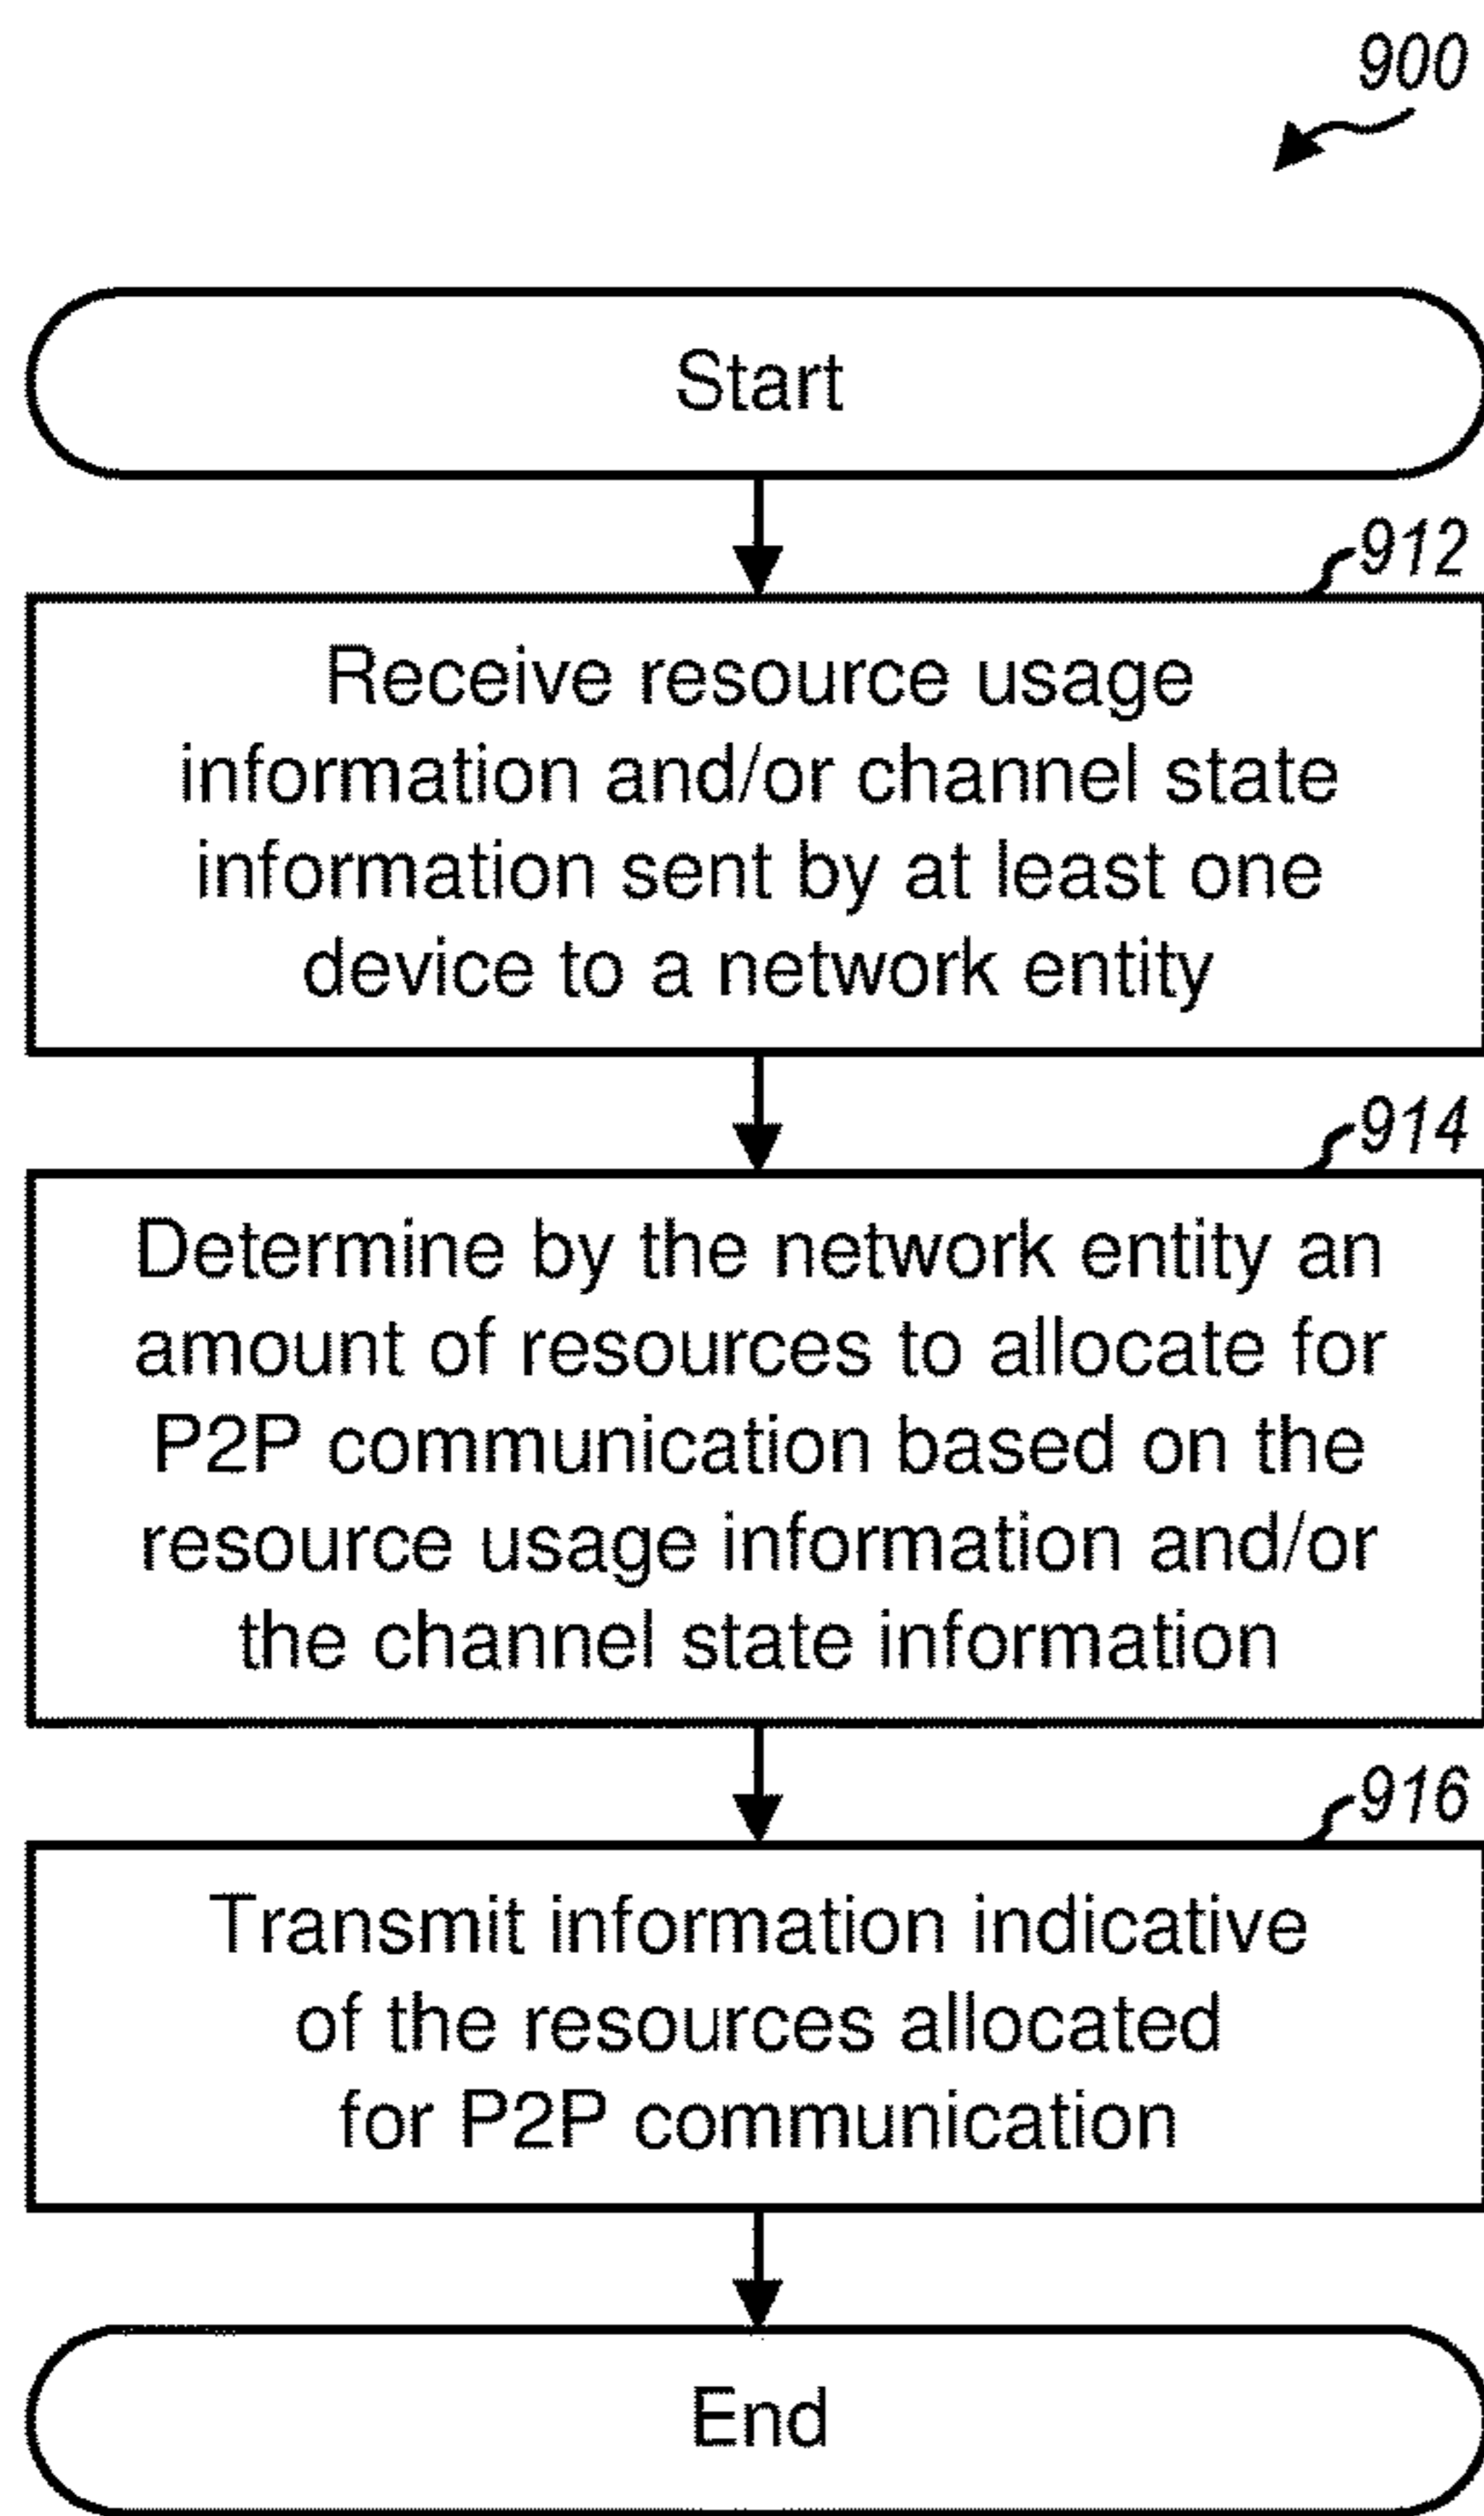 900
Start
912
Receive resource usage
information and/or channel state
information sent by at least one
device to a network entity
914
Determine by the network entity an
amount of resources to allocate for
P2P communication based on the
resource usage information and/or
the channel state information
916
Transmit information indicative
of the resources allocated
for P2P communication
End